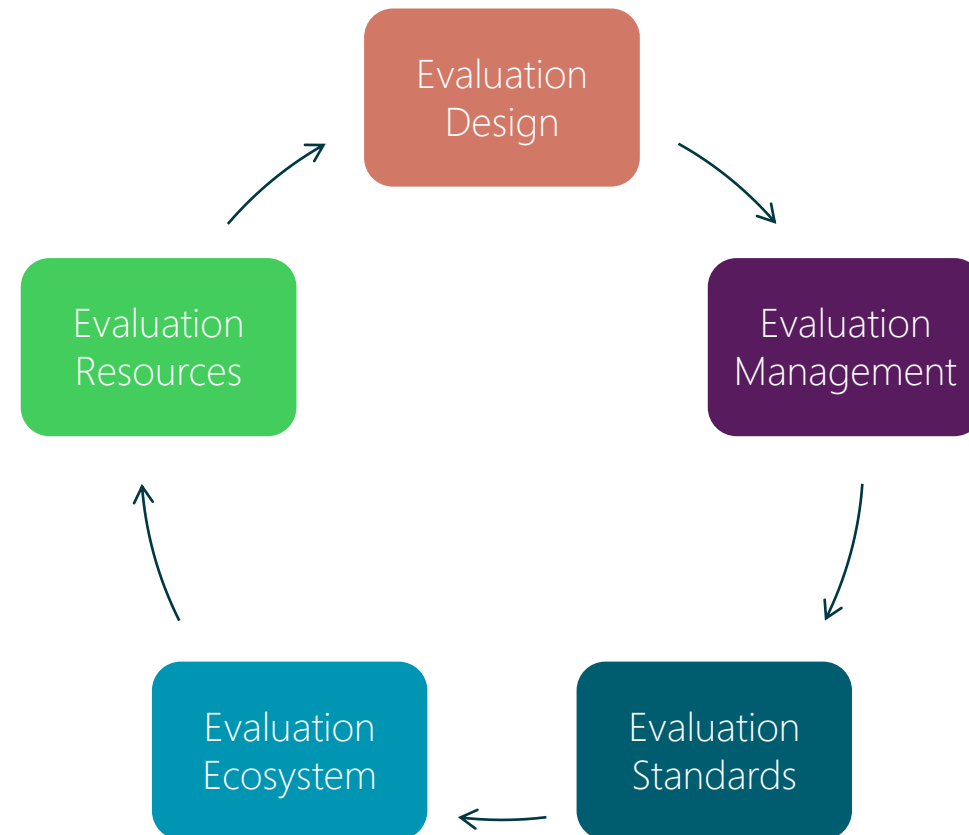 Evaluation
Design
Evaluation
Management
Evaluation
Standards
Evaluation
Ecosystem
Evaluation
Resources